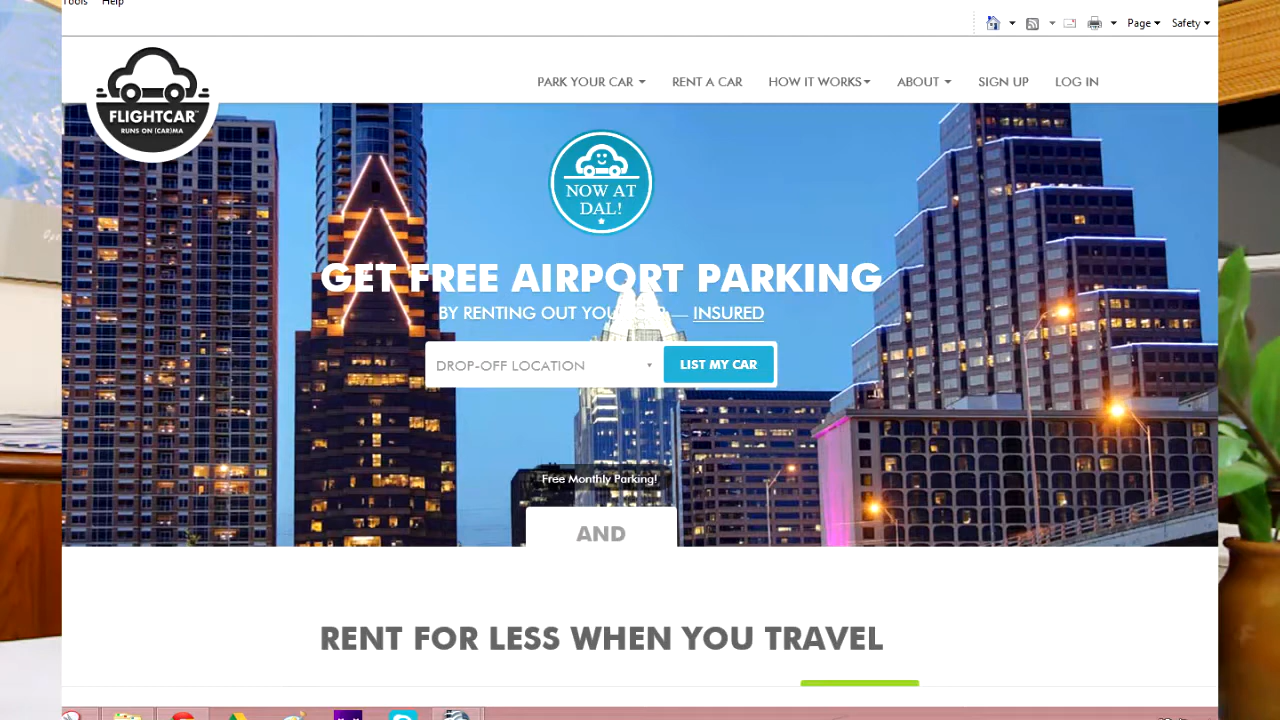 Tools Help
Page Safety
FLIGHTCAR™
RUNS ON (CAR)MA
PARK YOUR CAR RENT A CAR HOW IT WORKS ABOUT SIGN UP LOG IN
NOW AT
DAL!
GET FREE AIRPORT PARKING
BY RENTING OUT YOUR — INSURED
DROP-OFF LOCATION LIST MY CAR
Free Monthly Parking!
AND
RENT FOR LESS WHEN YOU TRAVEL